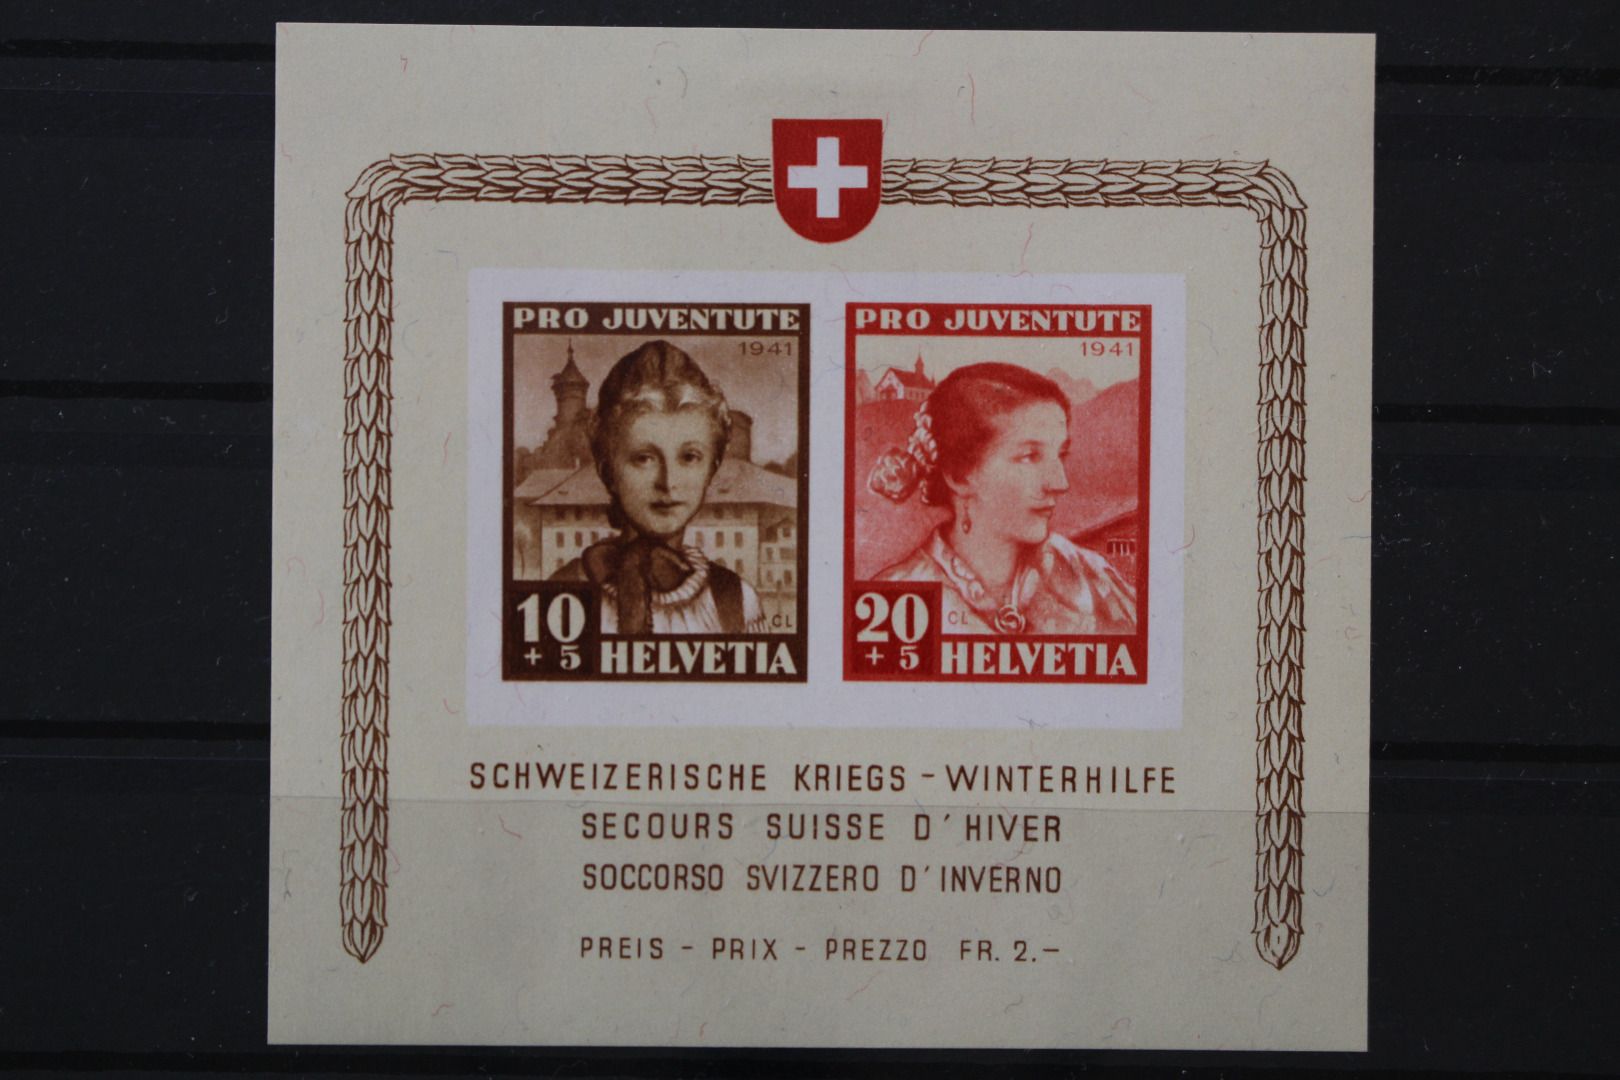 PRO JUVENTUTE
1941
10
+ 5
CL
HELVETIA
PRO JUVENTUTE
1941
20
+ 5
CL
HELVETIA
SCHWEIZERISCHE KRIEGS - WINTERHILFE
SECOURS SUISSE D'HIVER
SOCCORSO SVIZZERO D'INVERNO
PREIS - PRIX - PREZZO FR. 2.-